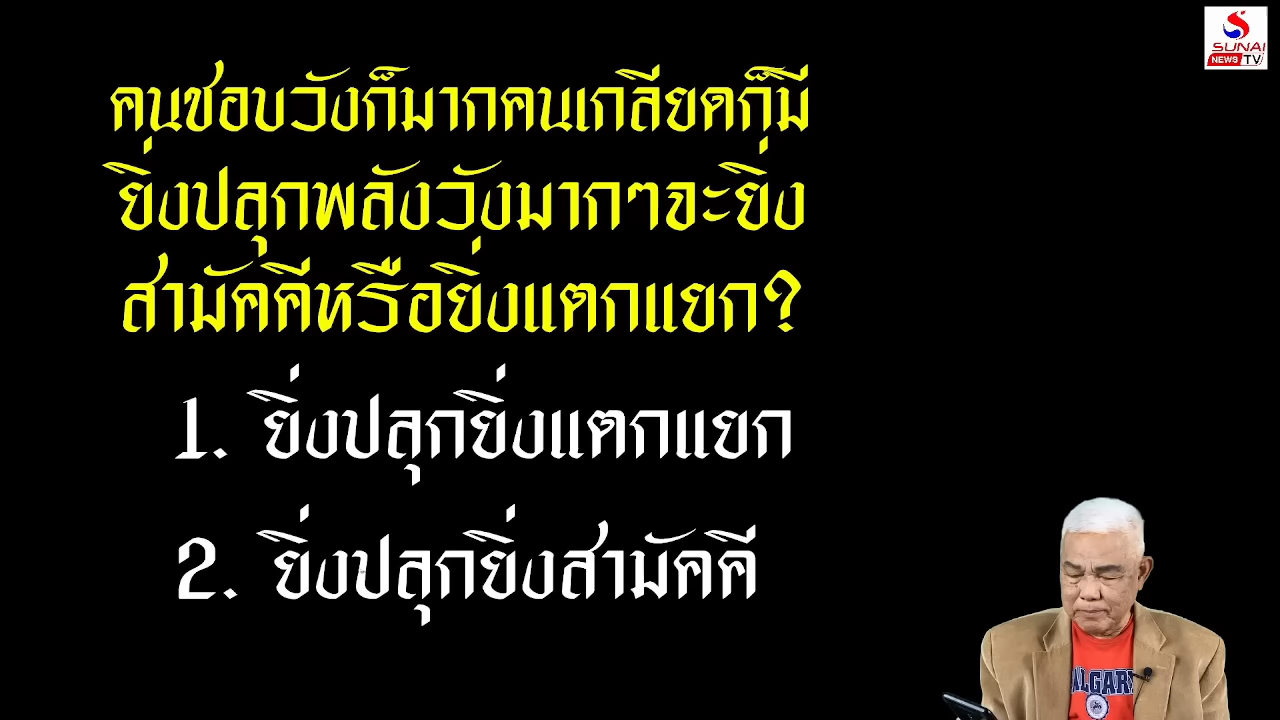 คนชอบวังก็มากคนเกลียดก็มี
ยิ่งปลุกพลังวังมากๆจะยิ่ง
สามัคคีหรือยิ่งแตกแยก?
1. ยิ่งปลุกยิ่งแตกแยก
2. ยิ่งปลุกยิ่งสามัคคี
SUNAI
NEWS TV
ALGARY